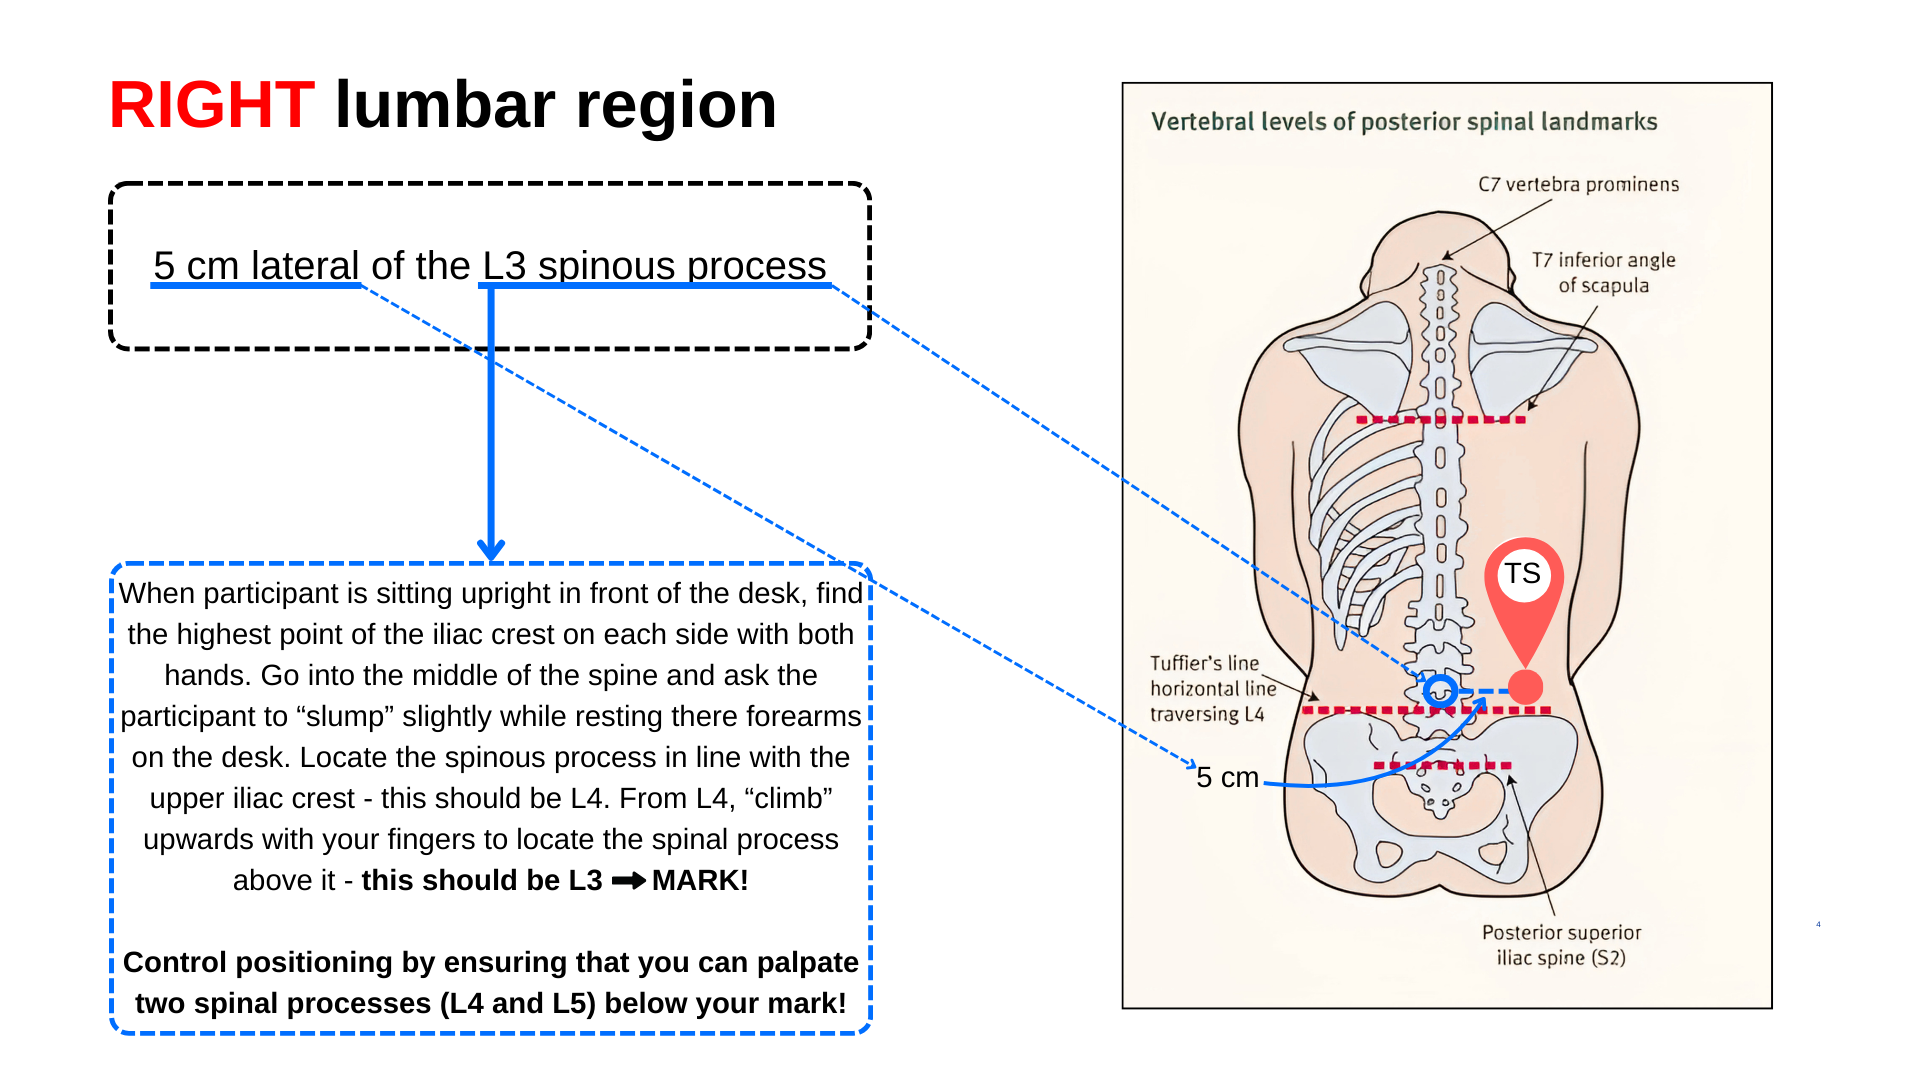 RIGHT lumbar region
5 cm lateral of the L3 spinous process
When participant is sitting upright in front of the desk, find
the highest point of the iliac crest on each side with both
hands. Go into the middle of the spine and ask the
participant to “slump” slightly while resting there forearms
on the desk. Locate the spinous process in line with the
upper iliac crest - this should be L4. From L4, “climb”
upwards with your fingers to locate the spinal process
above it - this should be L3 ➡ MARK!
Control positioning by ensuring that you can palpate
two spinal processes (L4 and L5) below your mark!
Vertebral levels of posterior spinal landmarks
C7 vertebra prominens
T7 inferior angle
of scapula
TS
Tuffier’s line
horizontal line
traversing L4
5 cm
Posterior superior
iliac spine (S2)
4